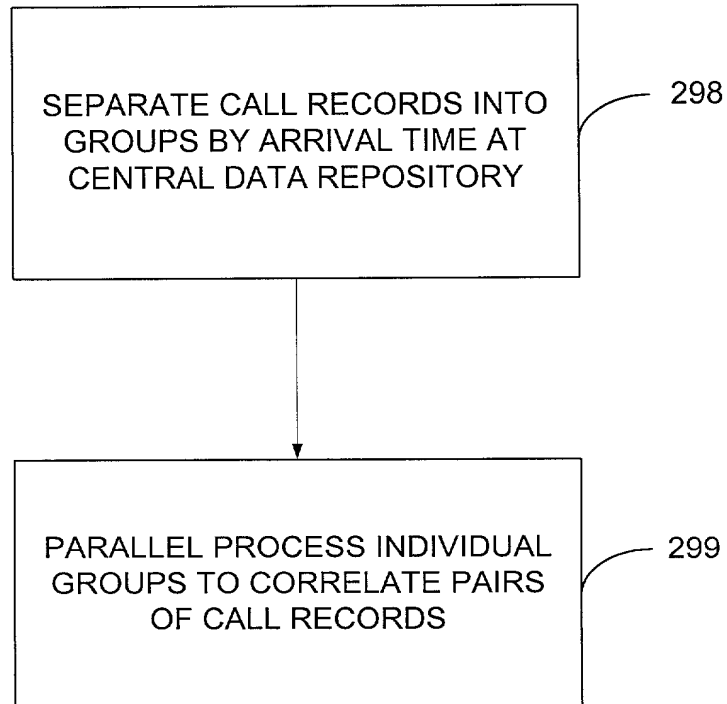 SEPARATE CALL RECORDS INTO
GROUPS BY ARRIVAL TIME AT
CENTRAL DATA REPOSITORY
298
PARALLEL PROCESS INDIVIDUAL
GROUPS TO CORRELATE PAIRS
OF CALL RECORDS
299